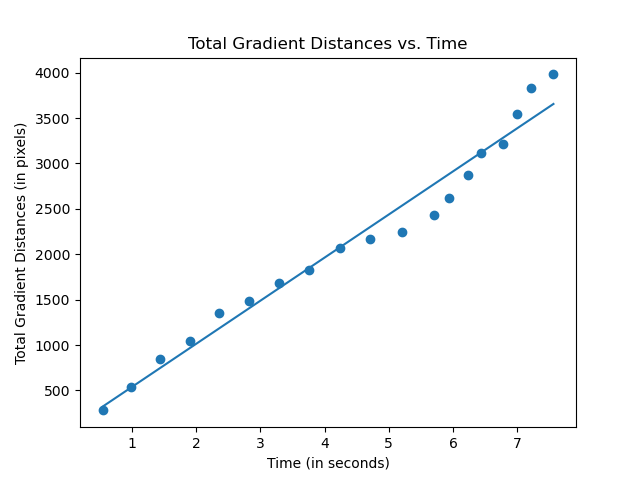 Total Gradient Distances vs. Time
4000
3500
3000
2500
2000
1500
1000
500
Total Gradient Distances (in pixels)
1 2 3 4 5 6 7
Time (in seconds)